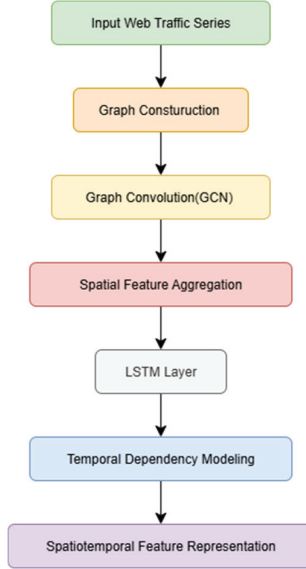 Input Web Traffic Series
Graph Consturuction
Graph Convolution(GCN)
Spatial Feature Aggregation
LSTM Layer
Temporal Dependency Modeling
Spatiotemporal Feature Representation